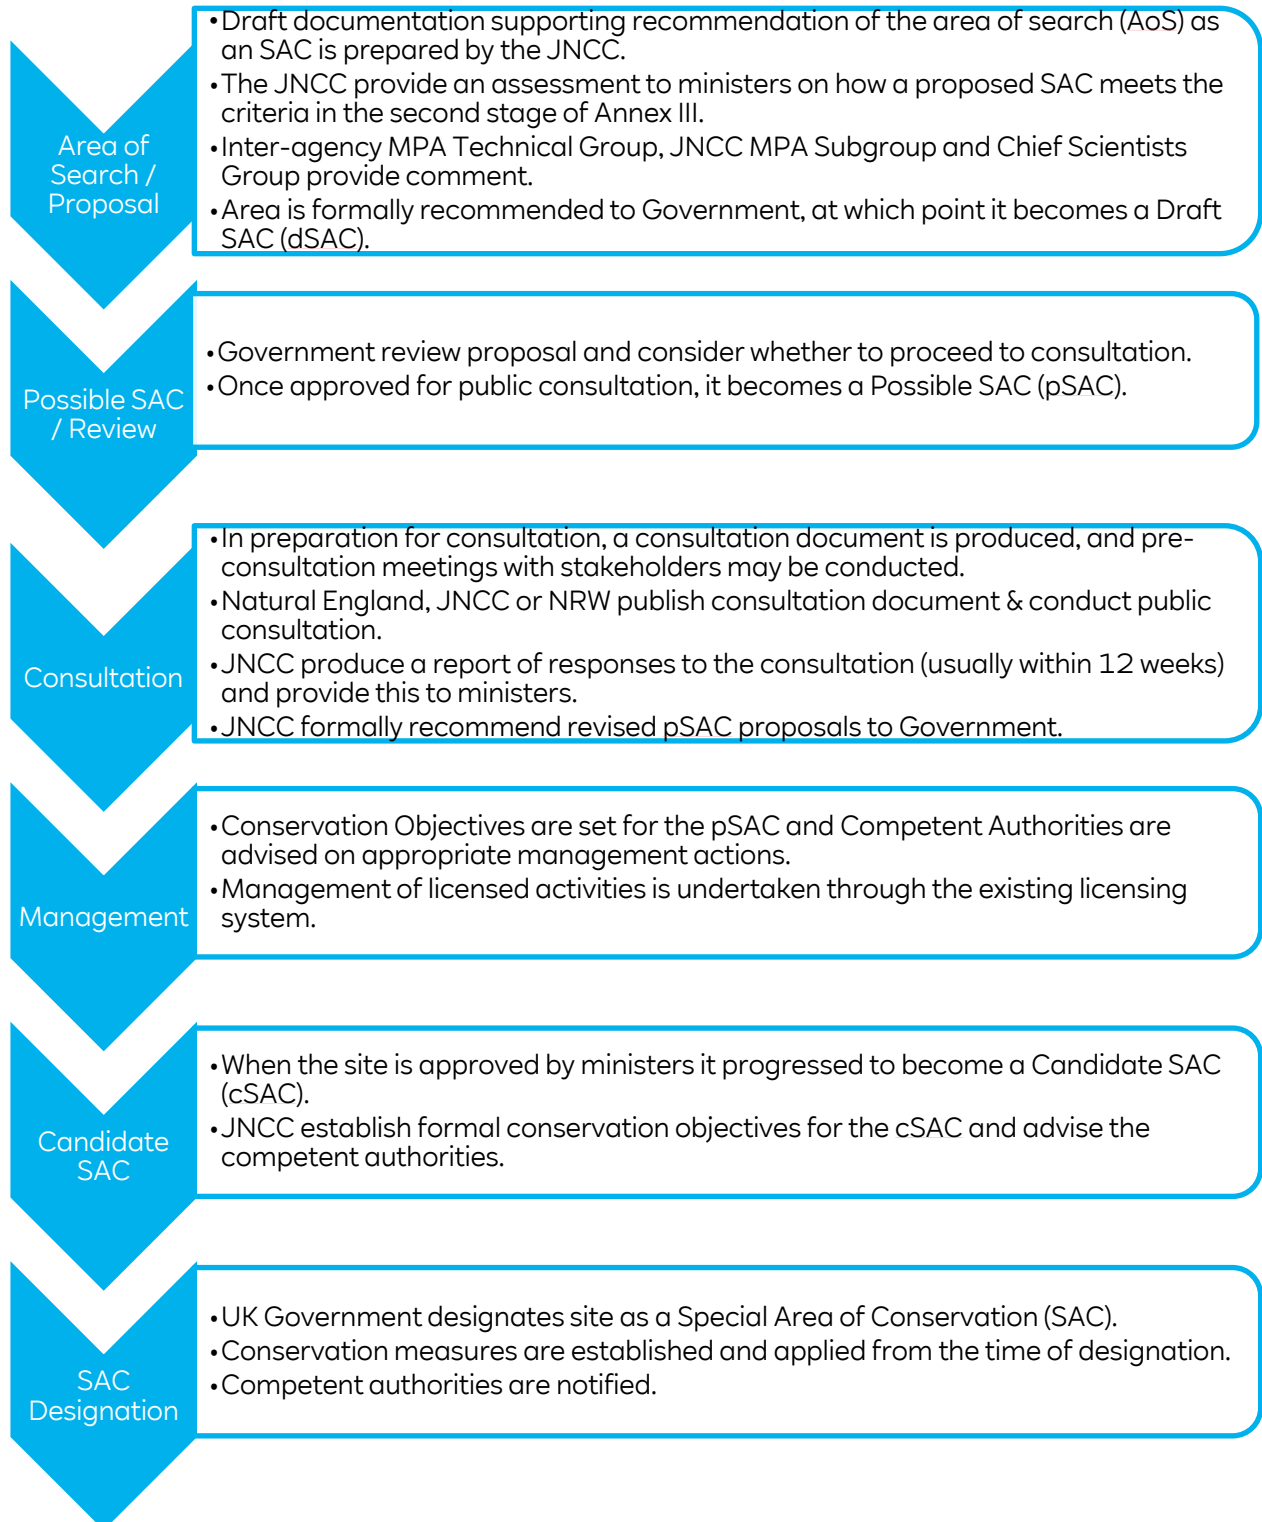 Area of
Search /
Proposal
•Draft documentation supporting recommendation of the area of search (AoS) as
an SAC is prepared by the JNCC.
•The JNCC provide an assessment to ministers on how a proposed SAC meets the
criteria in the second stage of Annex III.
•Inter-agency MPA Technical Group, JNCC MPA Subgroup and Chief Scientists
Group provide comment.
•Area is formally recommended to Government, at which point it becomes a Draft
SAC (dSAC).
Possible SAC
/ Review
•Government review proposal and consider whether to proceed to consultation.
•Once approved for public consultation, it becomes a Possible SAC (pSAC).
Consultation
•In preparation for consultation, a consultation document is produced, and pre-
consultation meetings with stakeholders may be conducted.
•Natural England, JNCC or NRW publish consultation document & conduct public
consultation.
•JNCC produce a report of responses to the consultation (usually within 12 weeks)
and provide this to ministers.
•JNCC formally recommend revised pSAC proposals to Government.
Management
•Conservation Objectives are set for the pSAC and Competent Authorities are
advised on appropriate management actions.
•Management of licensed activities is undertaken through the existing licensing
system.
Candidate
SAC
•When the site is approved by ministers it progressed to become a Candidate SAC
(cSAC).
•JNCC establish formal conservation objectives for the cSAC and advise the
competent authorities.
SAC
Designation
•UK Government designates site as a Special Area of Conservation (SAC).
•Conservation measures are established and applied from the time of designation.
•Competent authorities are notified.